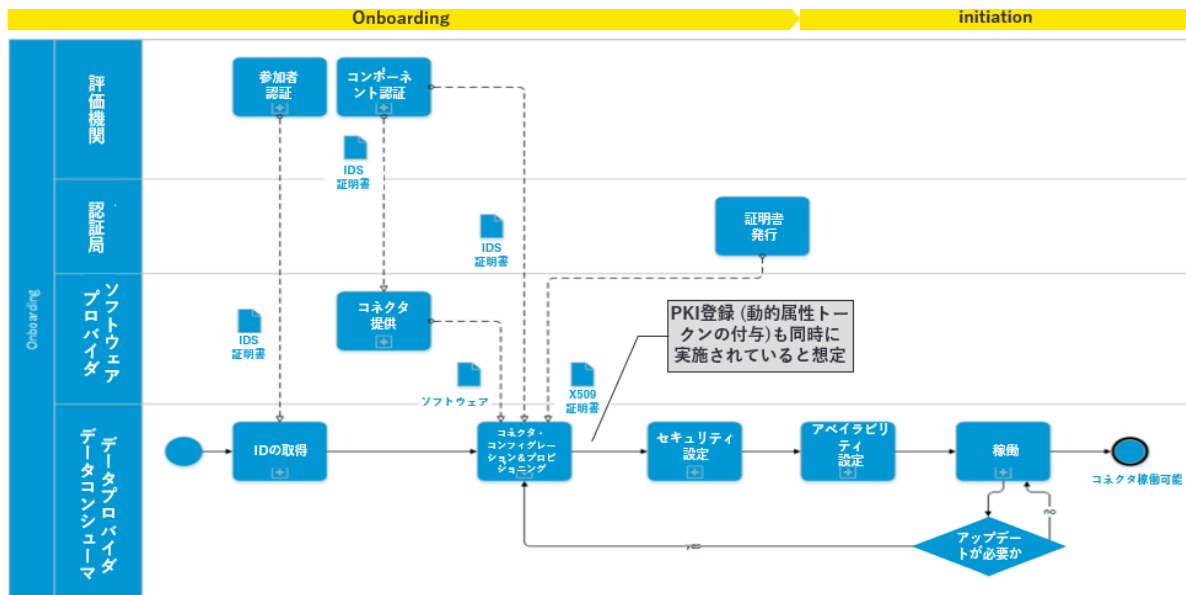 Onboarding
initiation
Onboarding
評価機関
参加者
認証
コンポーネ
ント認証
IDS
証明書
認証局
IDS
証明書
証明書
発行
ソフトウェア
プロバイダ
IDS
証明書
コネクタ
提供
ソフトウェア
X509
証明書
PKI登録 (動的属性トー
クンの付与)も同時に
実施されていると想定
データプロバイダ
データコンシューマ
IDの取得
コネクタ・
コンフィグレー
ション&プロビ
ジョニング
セキュリティ
設定
アベイラビリ
ティ
設定
稼働
コネクタ稼働可能
no
yes
アップデー
トが必要か